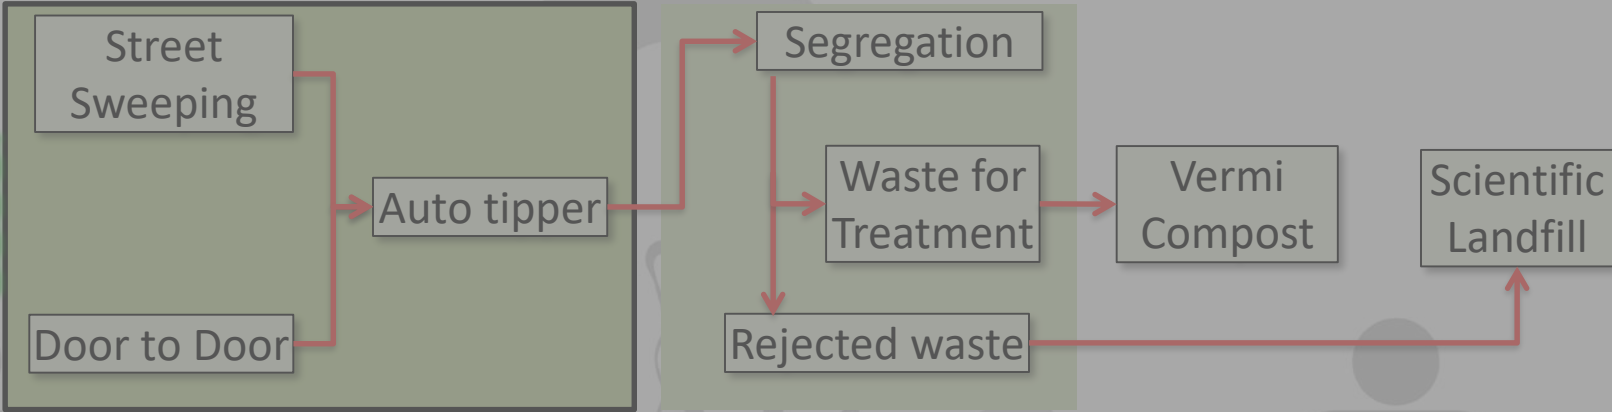 Street
Sweeping
Door to Door
Auto tipper
Segregation
Waste for
Treatment
Rejected waste
Vermi
Compost
Scientific
Landfill